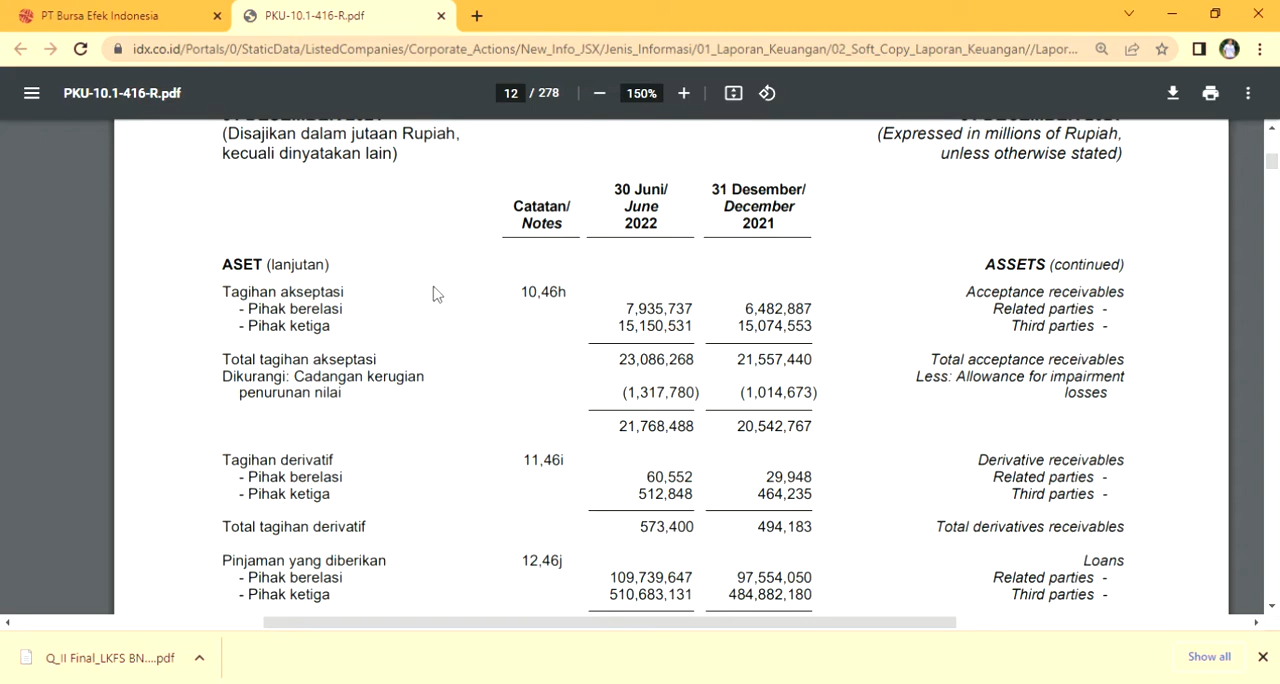 PT Bursa Efek Indonesia
PKU-10.1-416-R.pdf
idx.co.id/Portals/0/StaticData/ListedCompanies/Corporate_Actions/New_Info_JSX/Jenis_Informasi/01_Laporan_Keuangan/02_Soft_Copy_Laporan_Keuangan//Lapor...
PKU-10.1-416-R.pdf 12 / 278 150%
(Disajikan dalam jutaan Rupiah, (Expressed in millions of Rupiah,
kecuali dinyatakan lain) unless otherwise stated)
30 Juni/ 31 Desember/
Catatan/ June December
Notes 2022 2021
ASET (lanjutan) ASSETS (continued)
Tagihan akseptasi 10,46h Acceptance receivables
- Pihak berelasi 7,935,737 6,482,887 Related parties -
- Pihak ketiga 15,150,531 15,074,553 Third parties -
Total tagihan akseptasi 23,086,268 21,557,440 Total acceptance receivables
Dikurangi: Cadangan kerugian Less: Allowance for impairment
penurunan nilai (1,317,780) (1,014,673) losses
21,768,488 20,542,767
Tagihan derivatif 11,46i Derivative receivables
- Pihak berelasi 60,552 29,948 Related parties -
- Pihak ketiga 512,848 464,235 Third parties -
Total tagihan derivatif 573,400 494,183 Total derivatives receivables
Pinjaman yang diberikan 12,46j Loans
- Pihak berelasi 109,739,647 97,554,050 Related parties -
- Pihak ketiga 510,683,131 484,882,180 Third parties -
Q_II Final_LKFS BN....pdf Show all